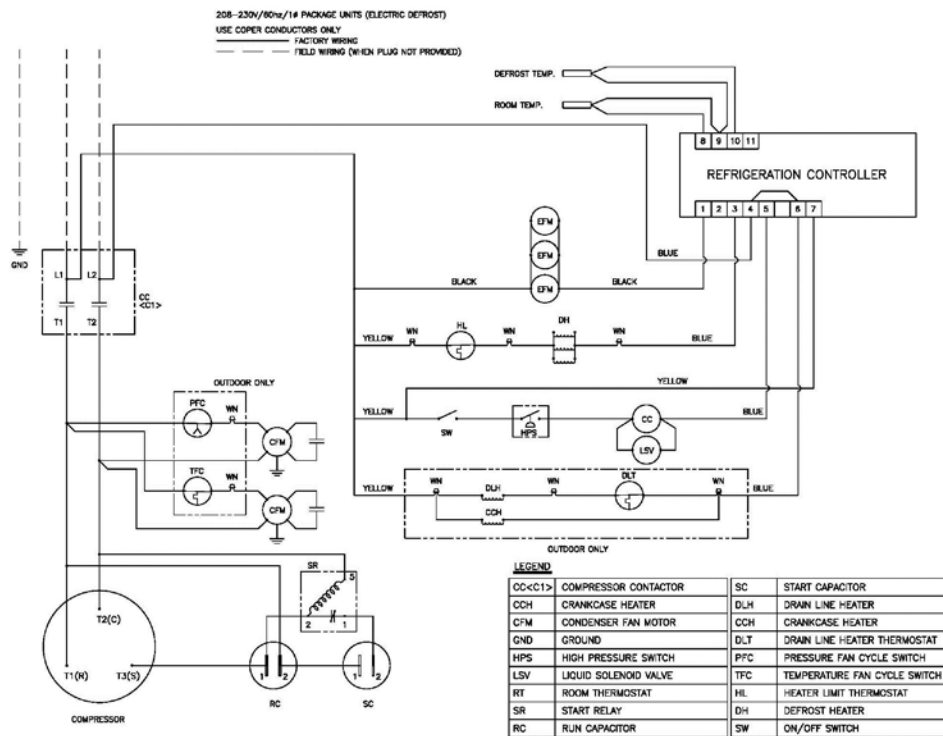 208-230V/60hz/1ø PACKAGE UNITS (ELECTRIC DEFROST)
USE COPER CONDUCTORS ONLY
FACTORY WIRING
FIELD WIRING (WHEN PLUG NOT PROVIDED)
DEFROST TEMP.
ROOM TEMP.
8 9 10 11
REFRIGERATION CONTROLLER
1 2 3 4 5 6 7
GND
L1 L2
CC
<C1>
T1 T2
EFM
EFM
EFM
BLACK BLACK
BLUE
YELLOW WN HL WN DH WN BLUE
YELLOW
YELLOW SW HPS CC BLUE
LSV
OUTDOOR ONLY
PFC WN CFM
TFC WN CFM
YELLOW WN DLH WN DLT WN BLUE
CCH
OUTDOOR ONLY
SR 5
2 1
T2(C)
T1(R) T3(S)
COMPRESSOR
1 2
RC
1 2
SC
LEGEND
CC<C1> COMPRESSOR CONTACTOR SC START CAPACITOR
CCH CRANKCASE HEATER DLH DRAIN LINE HEATER
CFM CONDENSER FAN MOTOR CCH CRANKCASE HEATER
GND GROUND DLT DRAIN LINE HEATER THERMOSTAT
HPS HIGH PRESSURE SWITCH PFC PRESSURE FAN CYCLE SWITCH
LSV LIQUID SOLENOID VALVE TFC TEMPERATURE FAN CYCLE SWITCH
RT ROOM THERMOSTAT HL HEATER LIMIT THERMOSTAT
SR START RELAY DH DEFROST HEATER
RC RUN CAPACITOR SW ON/OFF SWITCH